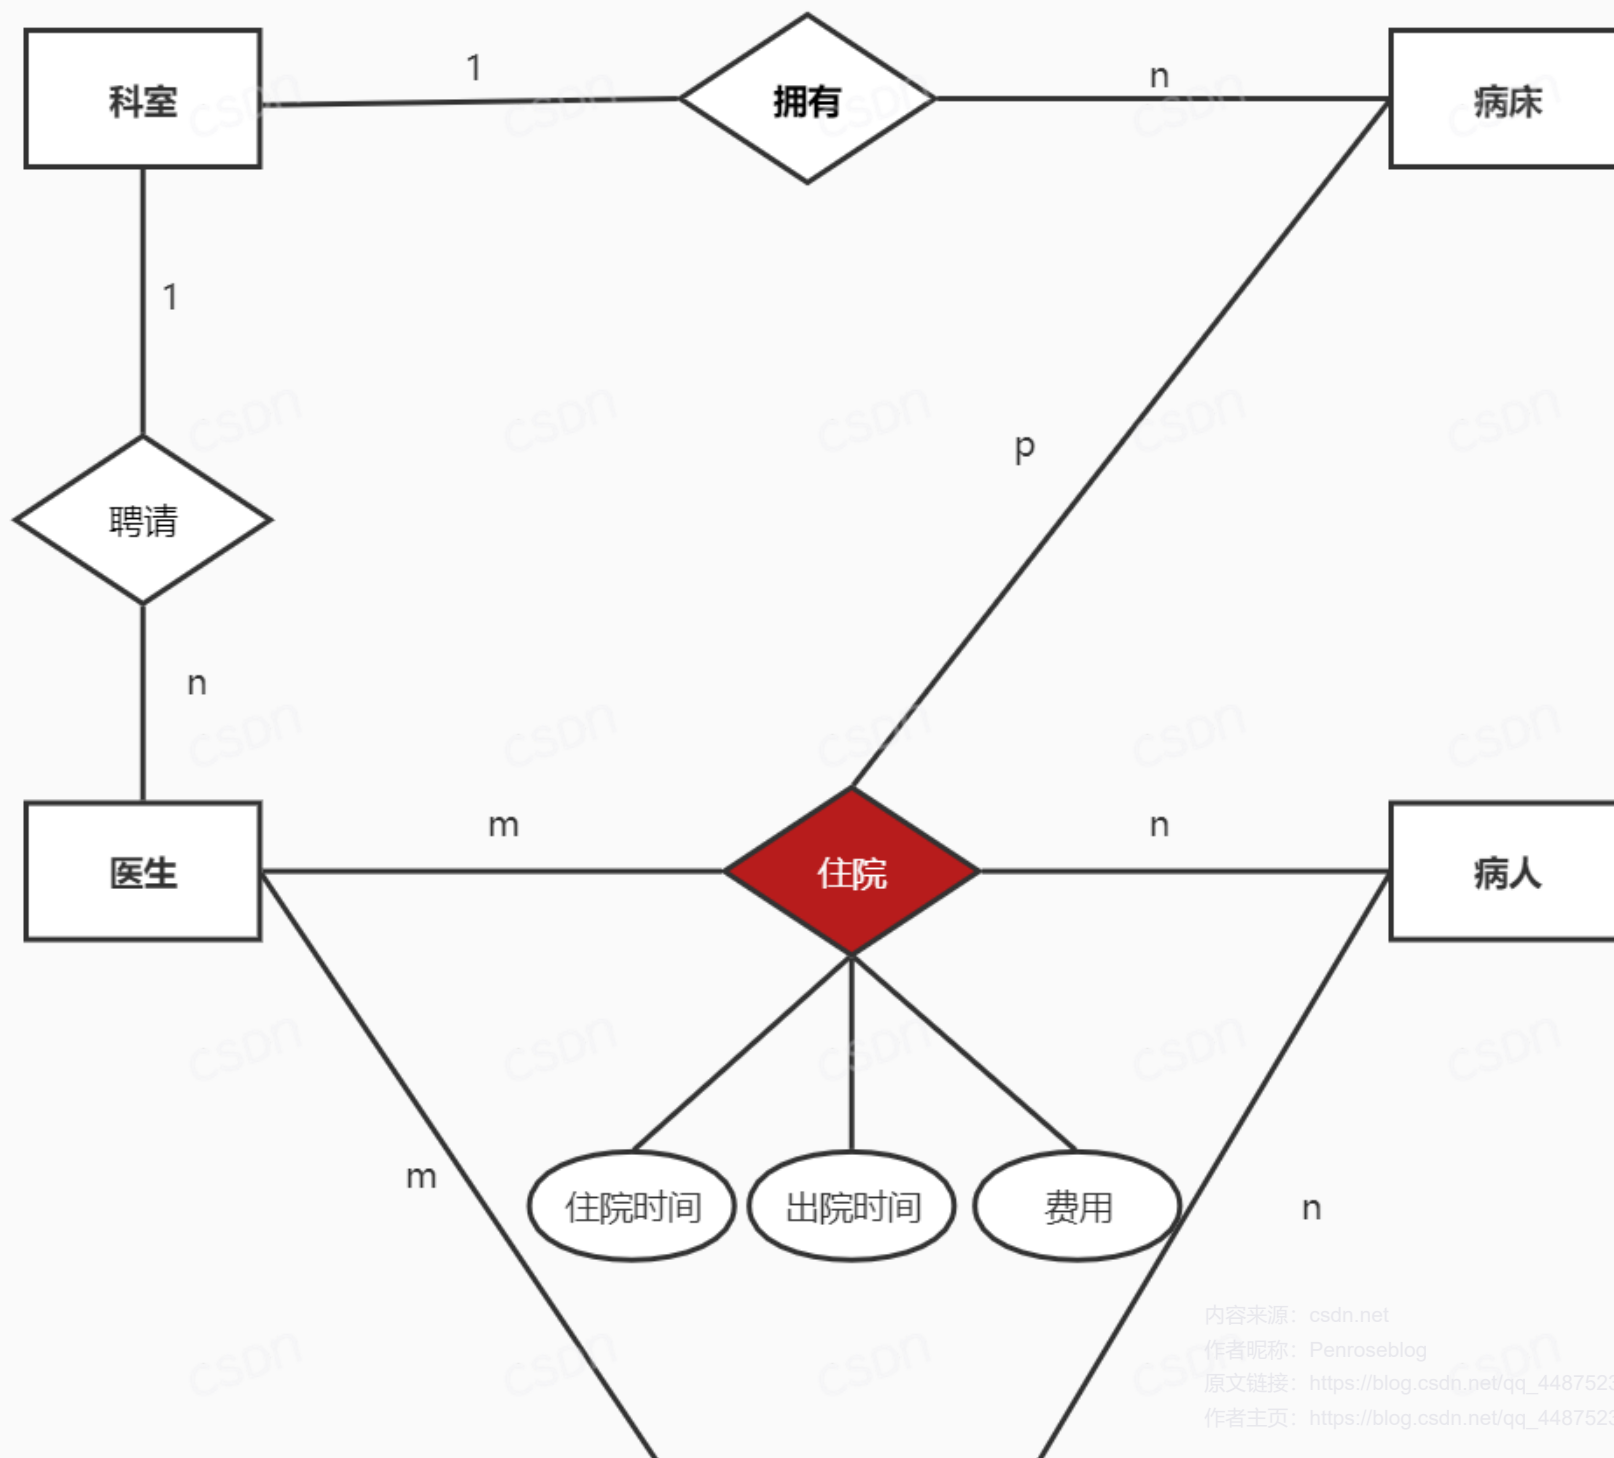 科室
1
拥有
n
病床
1
p
聘请
n
医生
m
住院
n
病人
m
住院时间
出院时间
费用
n
内容来源：csdn.net
作者昵称：Penroseblog
原文链接：https://blog.csdn.net/qq_4487523
作者主页：https://blog.csdn.net/qq_4487523
CSDN